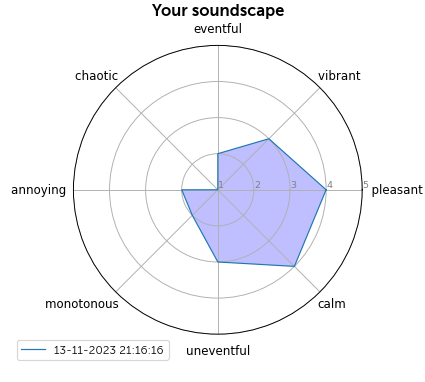 Your soundscape
eventful
chaotic
vibrant
annoying
1 2 3 4 5
pleasant
monotonous
calm
uneventful
13-11-2023 21:16:16